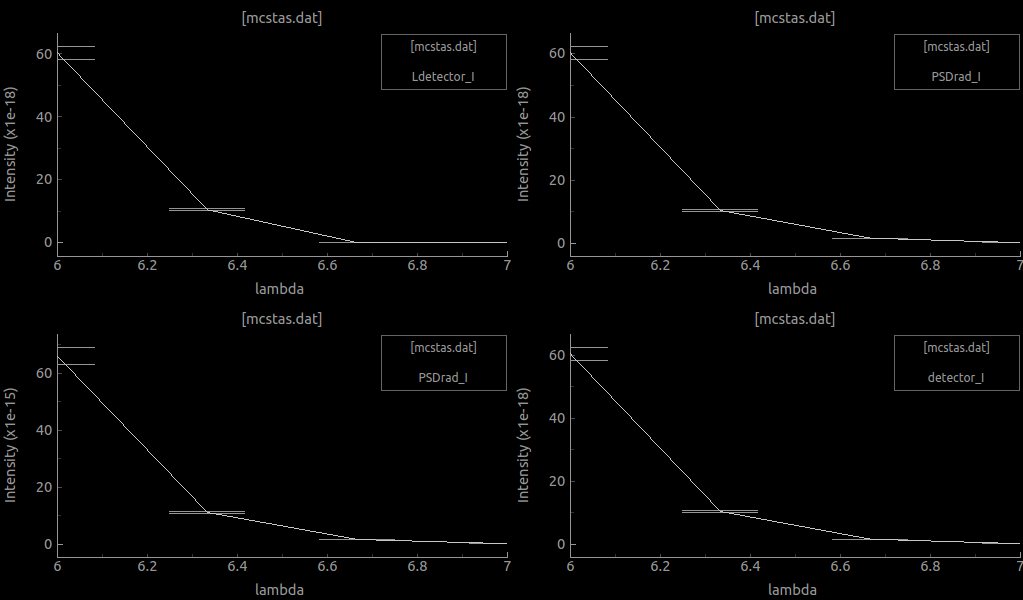 [mcstas.dat]
[mcstas.dat]
Ldetector_I
Intensity (x1e-18)
60
40
20
0
6
6.2
6.4
6.6
6.8
7
lambda
[mcstas.dat]
[mcstas.dat]
PSDrad_I
Intensity (x1e-18)
60
40
20
0
6
6.2
6.4
6.6
6.8
7
lambda
[mcstas.dat]
[mcstas.dat]
PSDrad_I
Intensity (x1e-15)
60
40
20
0
6
6.2
6.4
6.6
6.8
7
lambda
[mcstas.dat]
[mcstas.dat]
detector_I
Intensity (x1e-18)
60
40
20
0
6
6.2
6.4
6.6
6.8
7
lambda